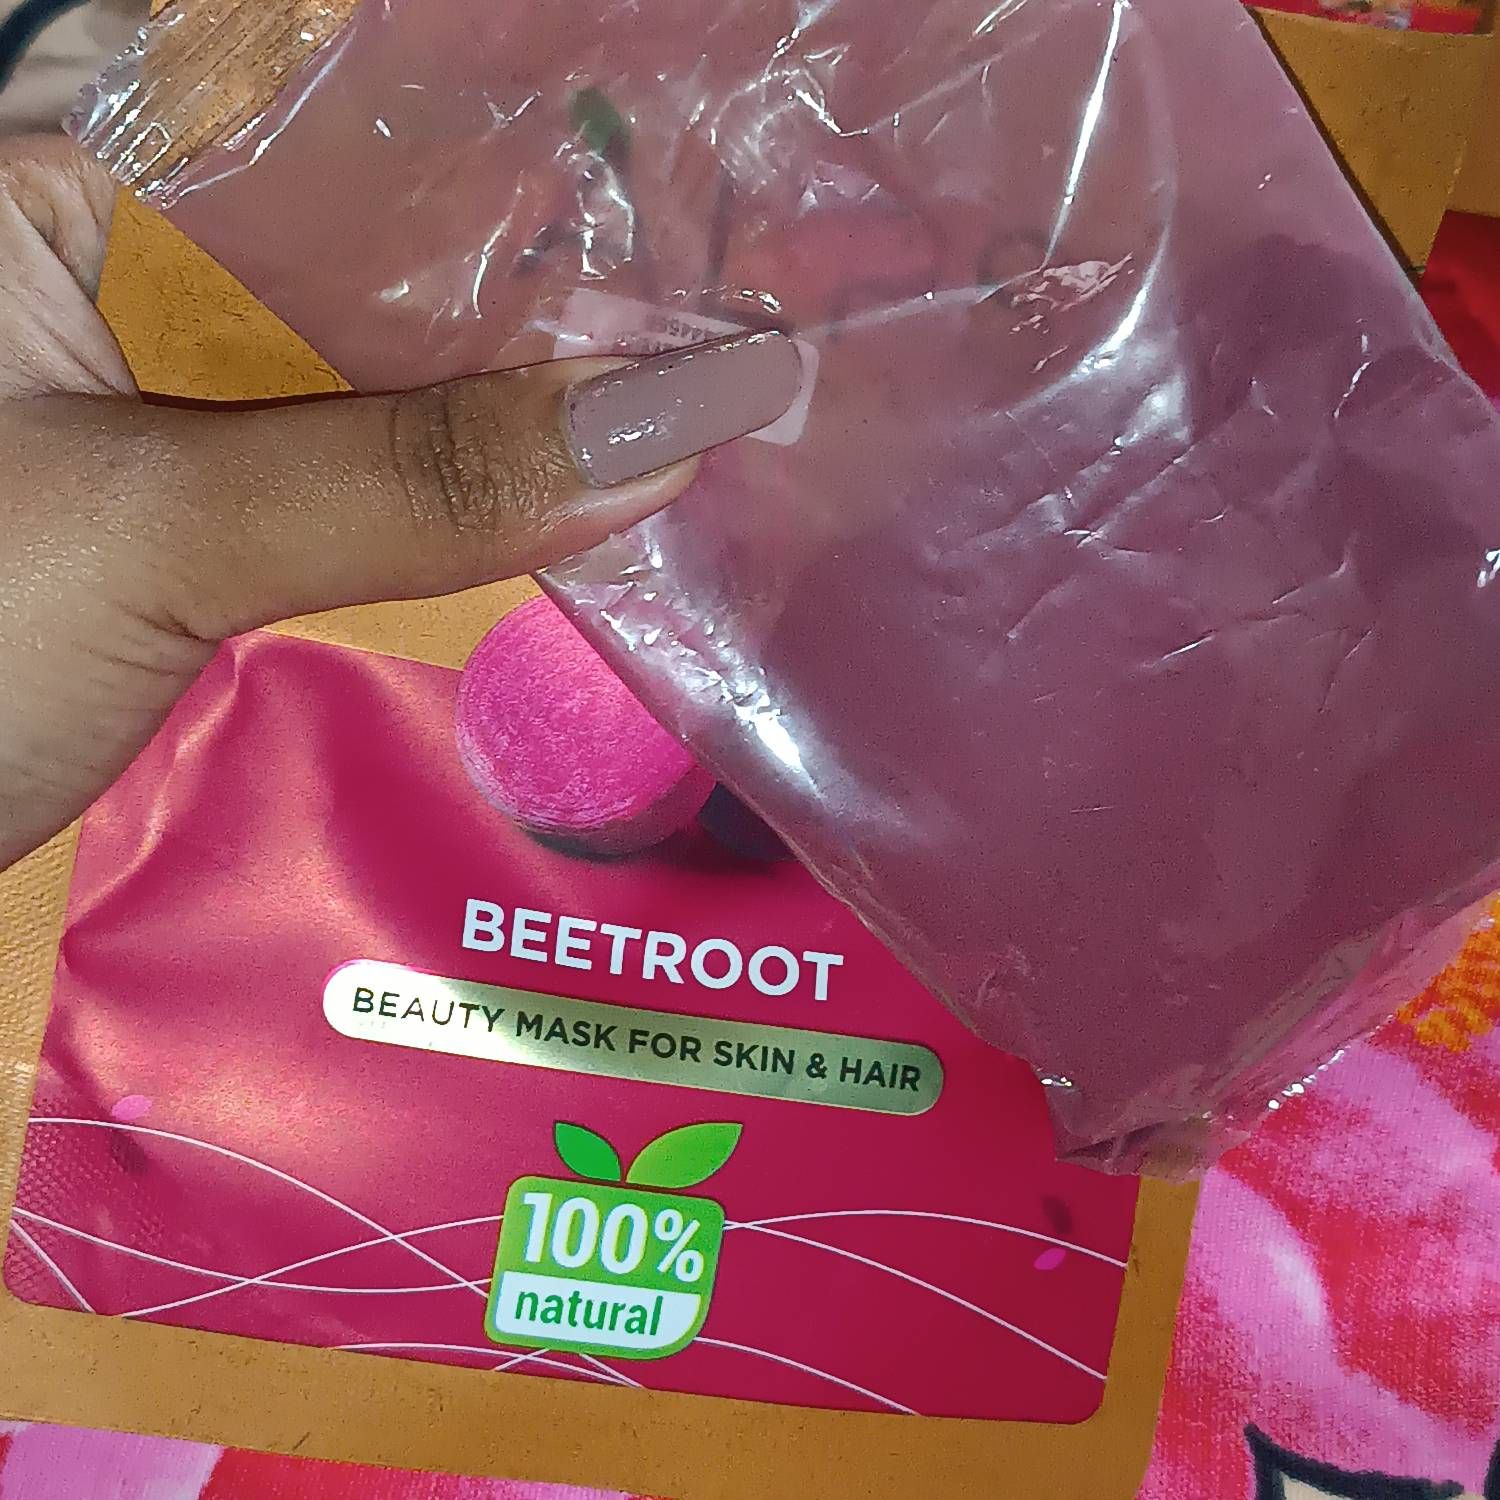 BEETROOT
BEAUTY MASK FOR SKIN & HAIR
100%
natural